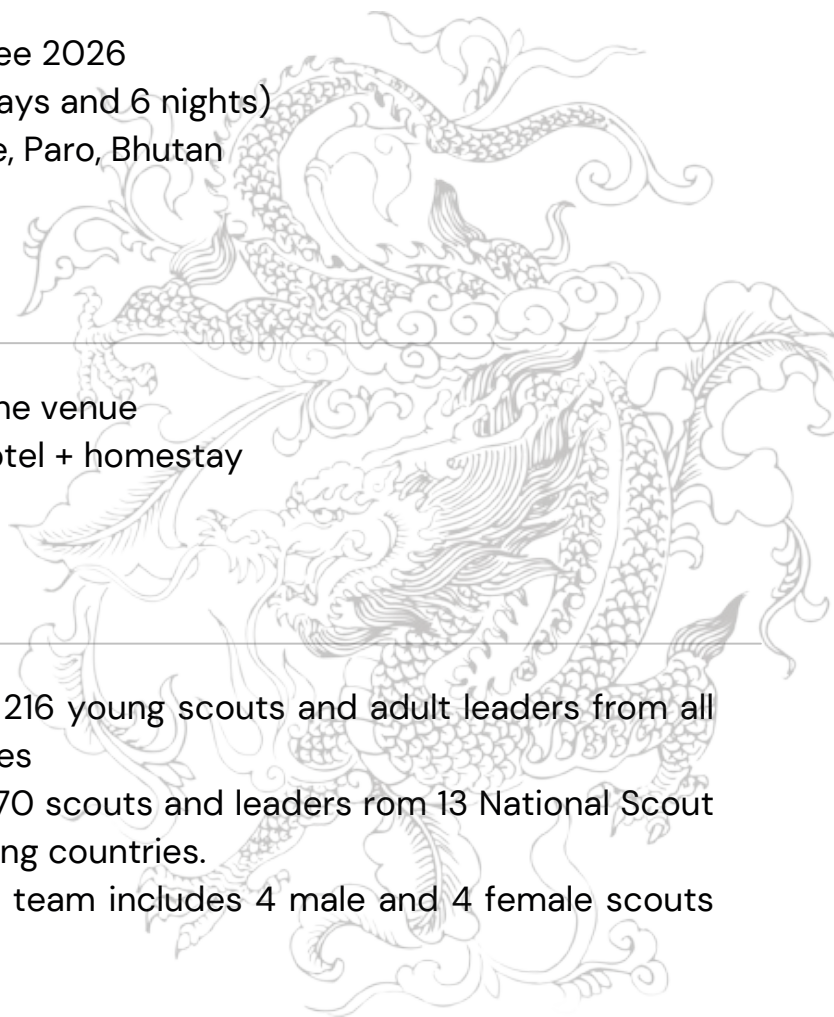 ee 2026
ays and 6 nights)
e, Paro, Bhutan
he venue
otel + homestay
216 young scouts and adult leaders from all
es
70 scouts and leaders rom 13 National Scout
ng countries.
team includes 4 male and 4 female scouts